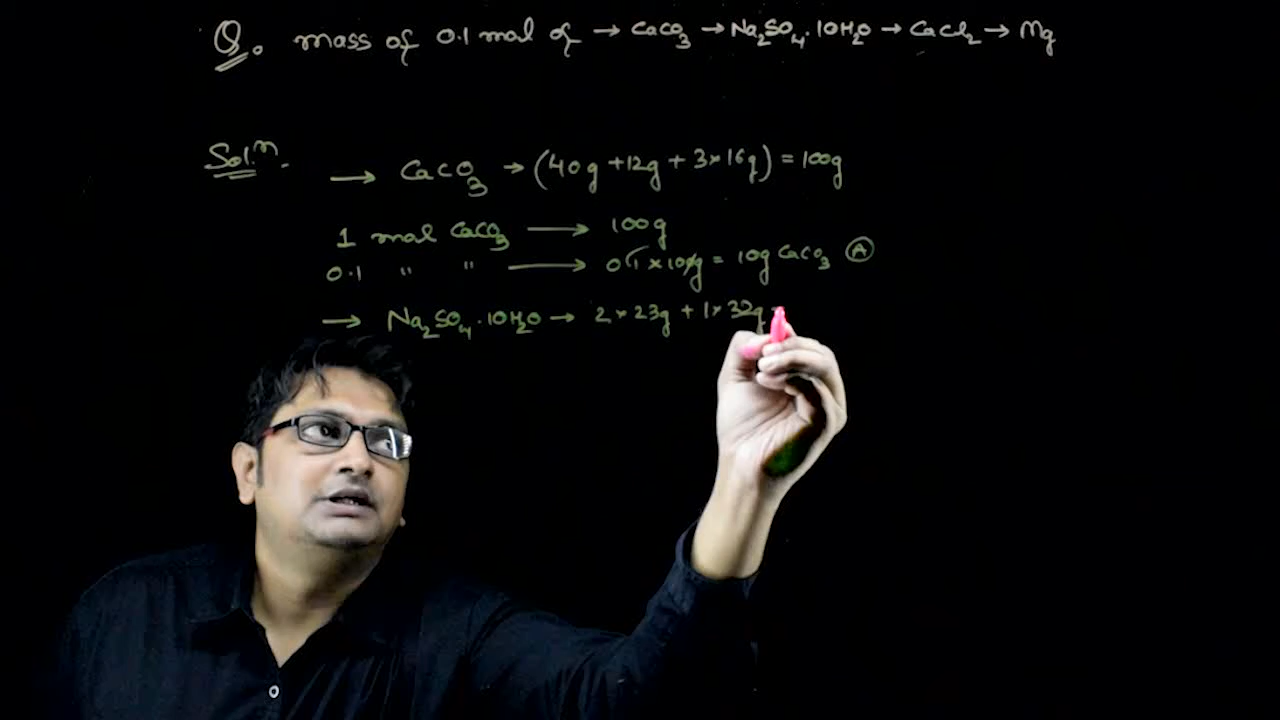 Q. mass of 0.1 mol of → CaCO₃ → Na₂SO₄.10H₂O → CaCl₂ → Mg
Solⁿ. → CaCO₃ → (40g + 12g + 3×16g) = 100g
1 mol CaCO₃ → 100g
0.1 " " → 0.1 × 100g = 10g CaCO₃ (A)
→ Na₂SO₄.10H₂O → 2 × 23g + 1 × 32g